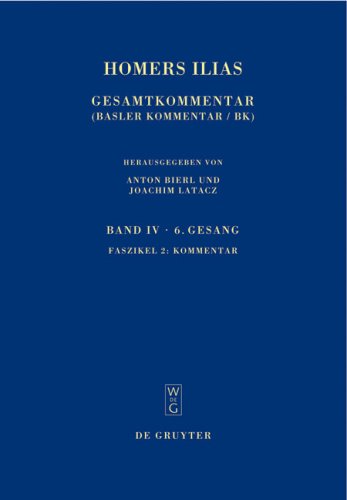 HOMERS ILIAS
GESAMTKOMMENTAR
(BASLER KOMMENTAR / BK)
HERAUSGEGEBEN VON
ANTON BIERL UND
JOACHIM LATACZ
BAND IV · 6. GESANG
FASZIKEL 2: KOMMENTAR
W
DE
G
DE GRUYTER